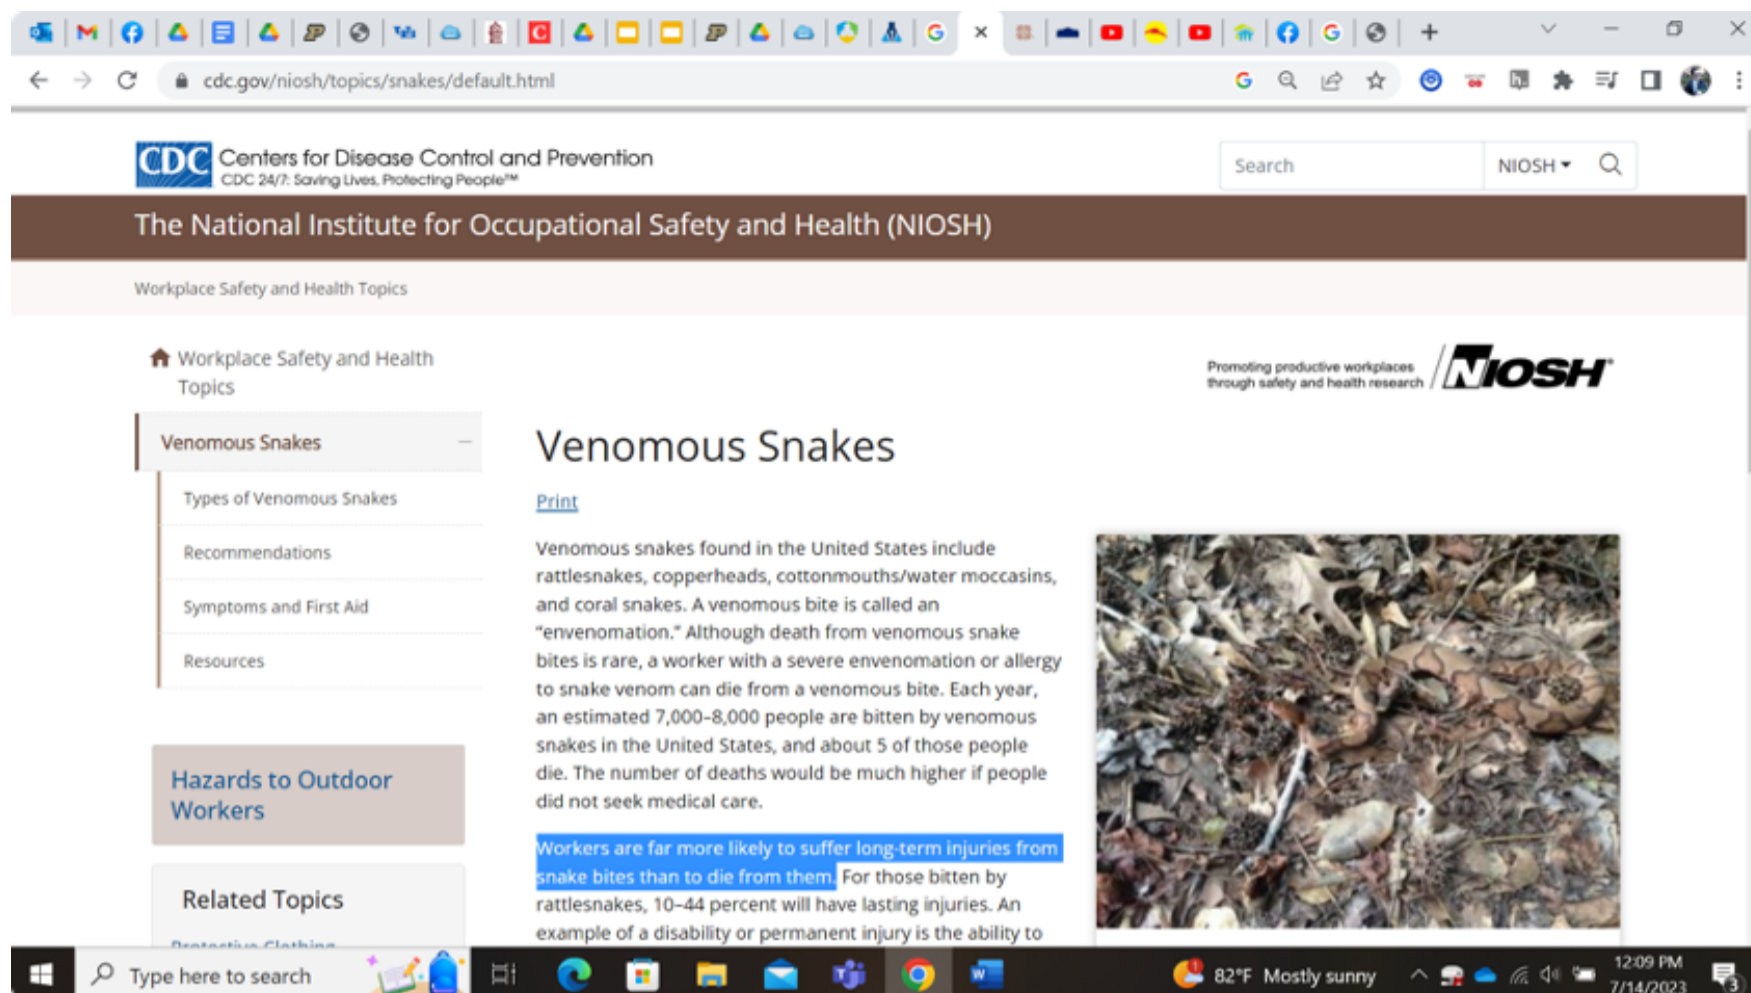 cdc.gov/niosh/topics/snakes/default.html
CDC Centers for Disease Control and Prevention
CDC 24/7: Saving Lives, Protecting People™
Search
NIOSH
The National Institute for Occupational Safety and Health (NIOSH)
Workplace Safety and Health Topics
Workplace Safety and Health
Topics
Venomous Snakes
Types of Venomous Snakes
Recommendations
Symptoms and First Aid
Resources
Hazards to Outdoor
Workers
Related Topics
Protective Clothing
Promoting productive workplaces
through safety and health research
NIOSH®
Venomous Snakes
Print
Venomous snakes found in the United States include
rattlesnakes, copperheads, cottonmouths/water moccasins,
and coral snakes. A venomous bite is called an
“envenomation.” Although death from venomous snake
bites is rare, a worker with a severe envenomation or allergy
to snake venom can die from a venomous bite. Each year,
an estimated 7,000–8,000 people are bitten by venomous
snakes in the United States, and about 5 of those people
die. The number of deaths would be much higher if people
did not seek medical care.
Workers are far more likely to suffer long-term injuries from
snake bites than to die from them. For those bitten by
rattlesnakes, 10–44 percent will have lasting injuries. An
example of a disability or permanent injury is the ability to
Type here to search
82°F Mostly sunny
12:09 PM
7/14/2023
3